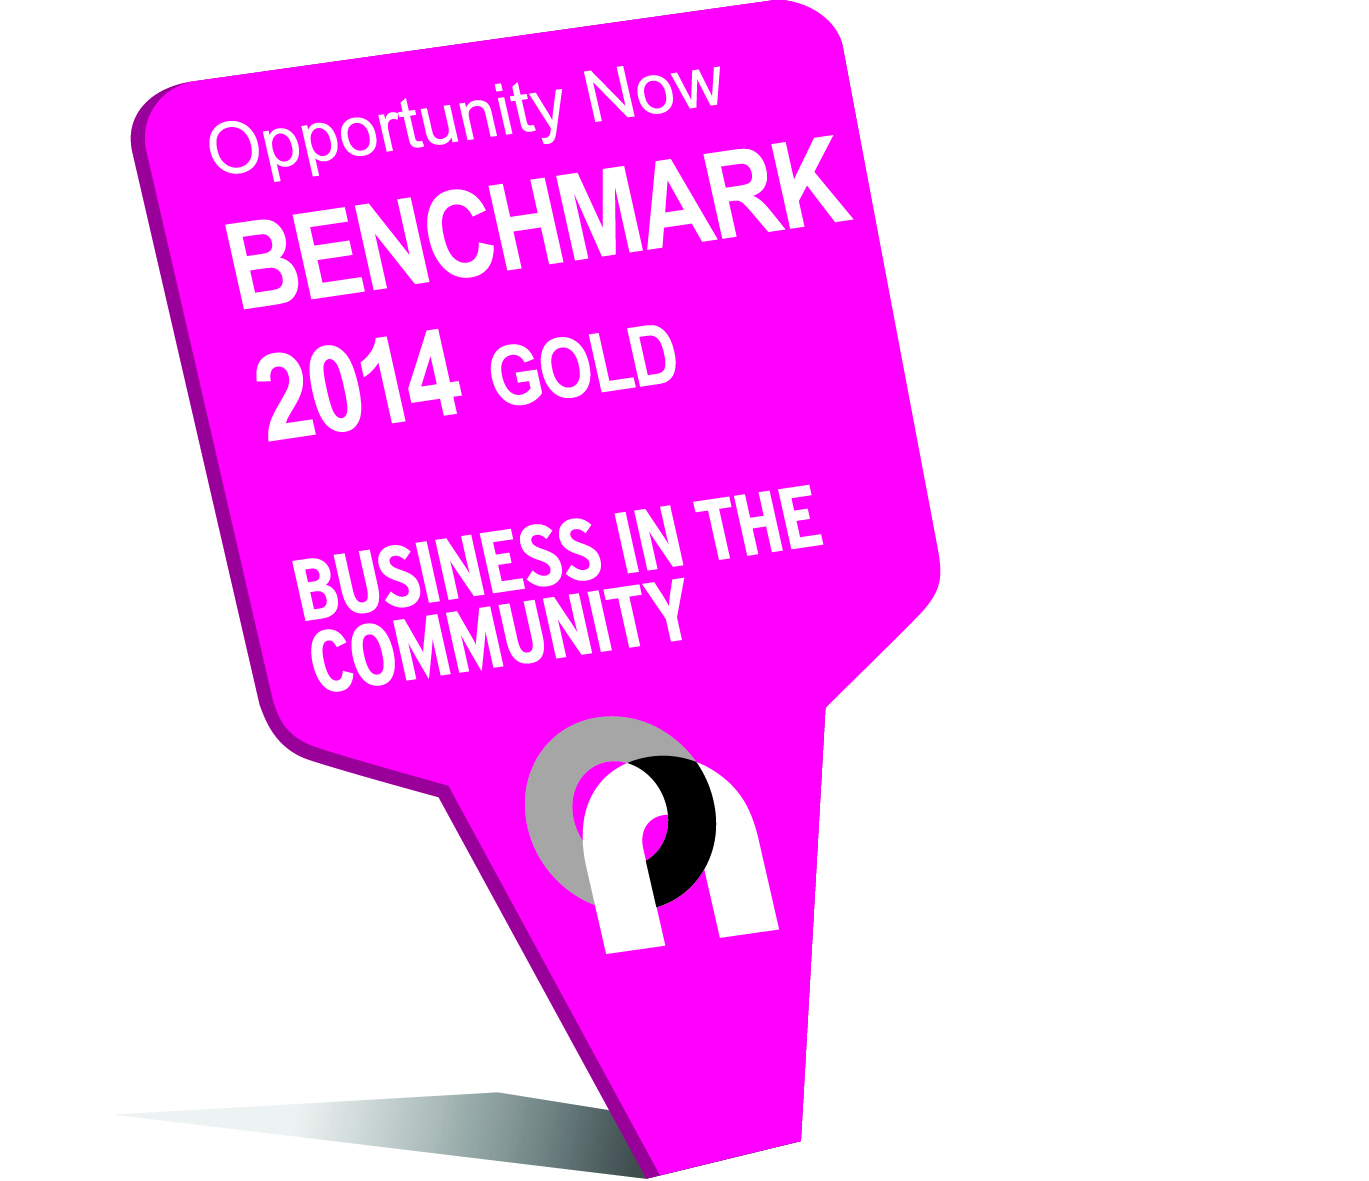 Opportunity Now
BENCHMARK
2014 GOLD
BUSINESS IN THE
COMMUNITY